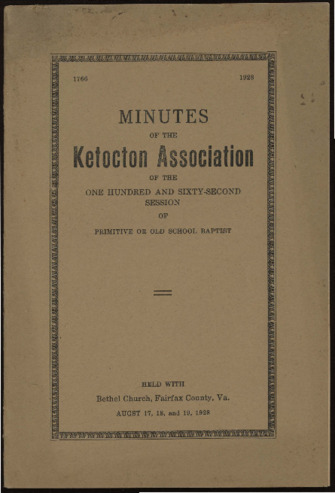 1766 1928
MINUTES
OF THE
Ketocton Association
OF THE
ONE HUNDRED AND SIXTY-SECOND
SESSION
OF
PRIMITIVE OR OLD SCHOOL BAPTIST
HELD WITH
Bethel Church, Fairfax County, Va.
AUGST 17, 18, and 19, 1928